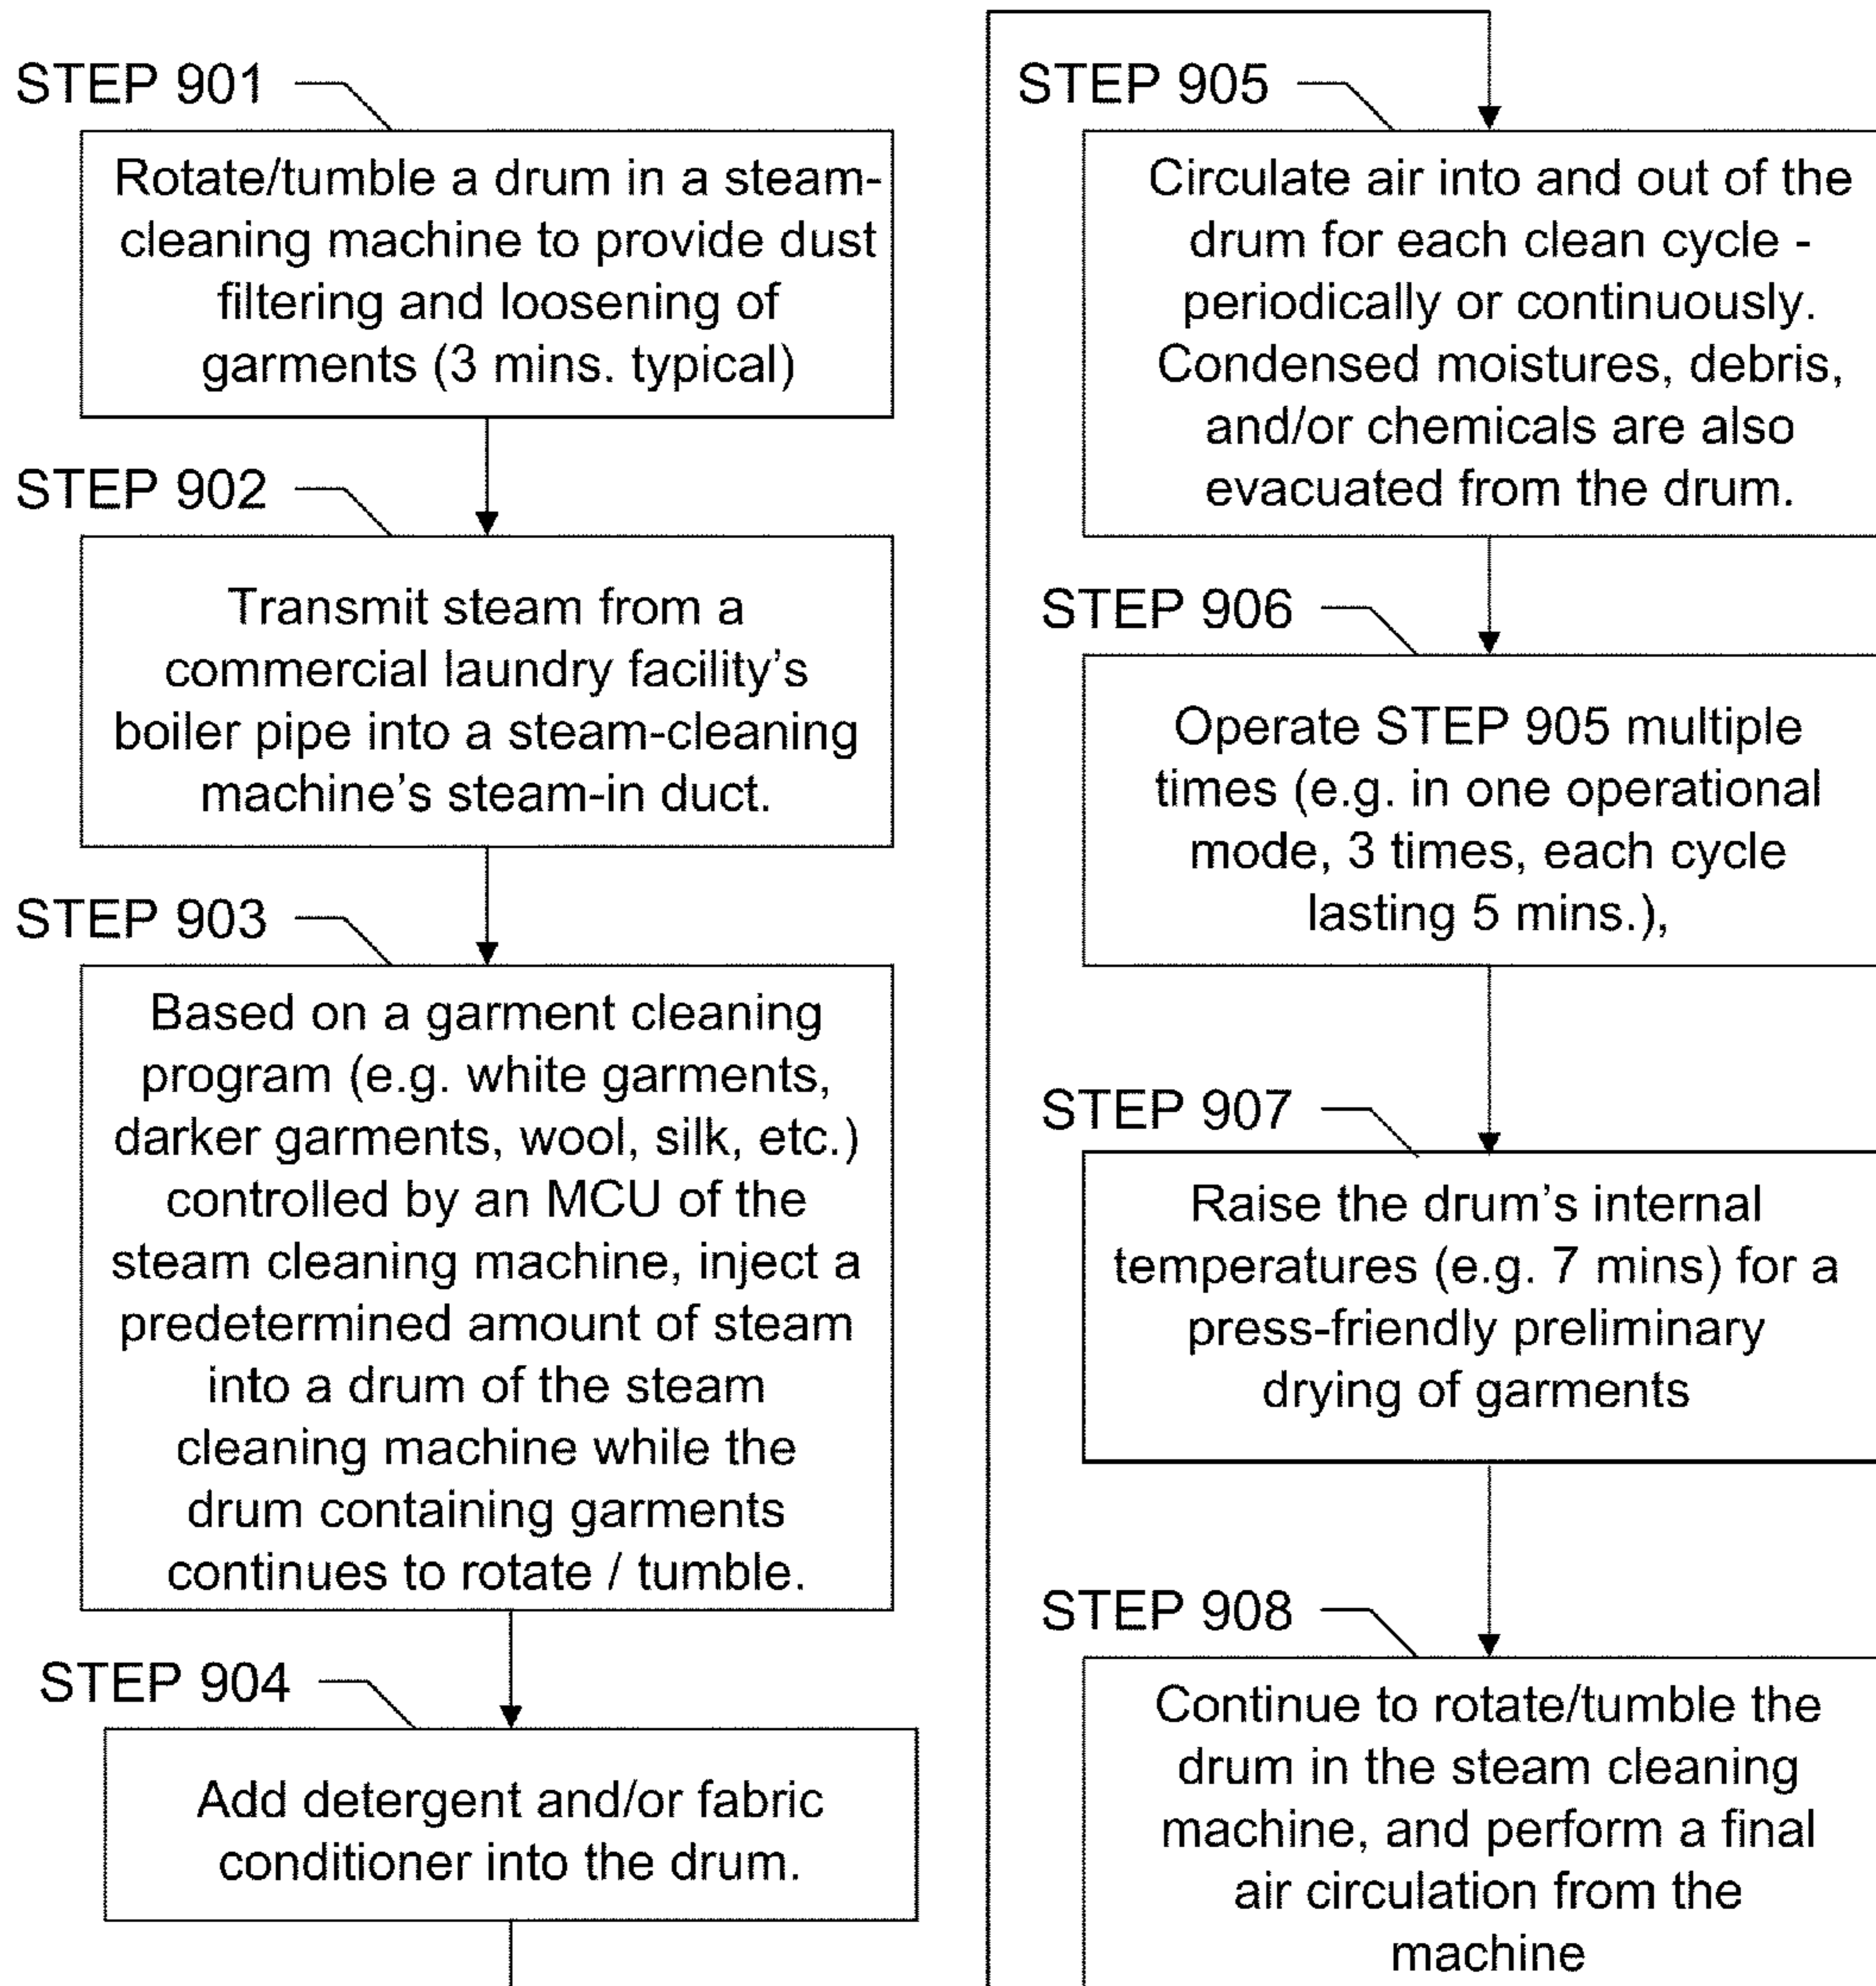 STEP 901
Rotate/tumble a drum in a steam-
cleaning machine to provide dust
filtering and loosening of
garments (3 mins. typical)
STEP 902
Transmit steam from a
commercial laundry facility's
boiler pipe into a steam-cleaning
machine's steam-in duct.
STEP 903
Based on a garment cleaning
program (e.g. white garments,
darker garments, wool, silk, etc.)
controlled by an MCU of the
steam cleaning machine, inject a
predetermined amount of steam
into a drum of the steam
cleaning machine while the
drum containing garments
continues to rotate / tumble.
STEP 904
Add detergent and/or fabric
conditioner into the drum.
STEP 905
Circulate air into and out of the
drum for each clean cycle -
periodically or continuously.
Condensed moistures, debris,
and/or chemicals are also
evacuated from the drum.
STEP 906
Operate STEP 905 multiple
times (e.g. in one operational
mode, 3 times, each cycle
lasting 5 mins.),
STEP 907
Raise the drum's internal
temperatures (e.g. 7 mins) for a
press-friendly preliminary
drying of garments
STEP 908
Continue to rotate/tumble the
drum in the steam cleaning
machine, and perform a final
air circulation from the
machine